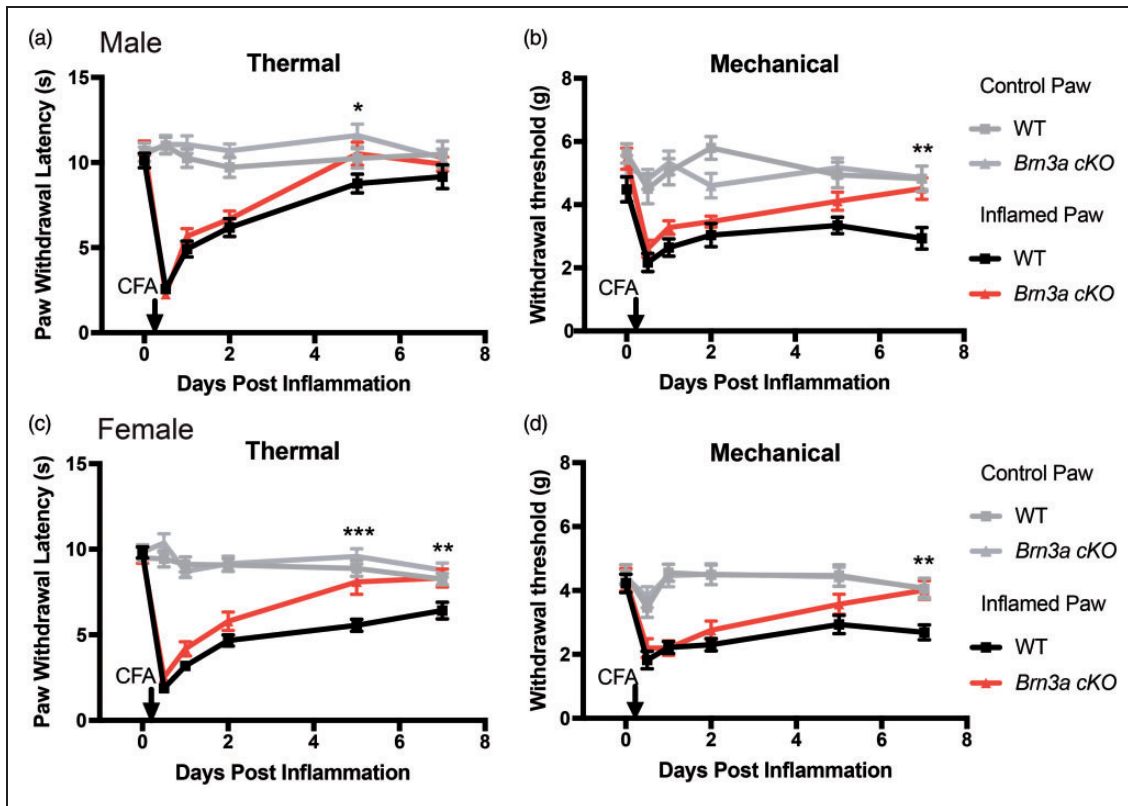 (a) Male
Thermal
Paw Withdrawal Latency (s)
15
10
5
0
*
CFA
0 2 4 6 8
Days Post Inflammation
(b)
Mechanical
Withdrawal threshold (g)
8
6
4
2
0
**
CFA
0 2 4 6 8
Days Post Inflammation
Control Paw
WT
Brn3a cKO
Inflamed Paw
WT
Brn3a cKO
(c) Female
Thermal
Paw Withdrawal Latency (s)
15
10
5
0
***
**
CFA
0 2 4 6 8
Days Post Inflammation
(d)
Mechanical
Withdrawal threshold (g)
8
6
4
2
0
**
CFA
0 2 4 6 8
Days Post Inflammation
Control Paw
WT
Brn3a cKO
Inflamed Paw
WT
Brn3a cKO